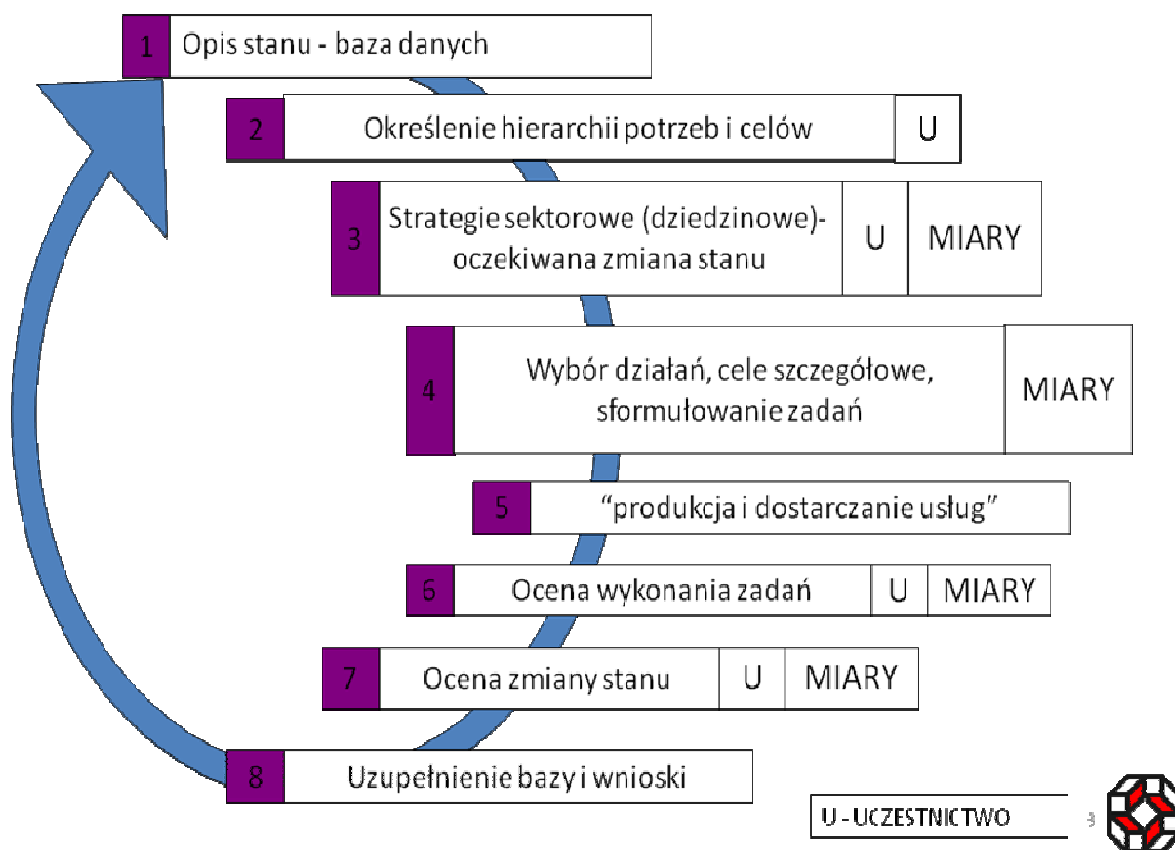 1 Opis stanu - baza danych
2 Określenie hierarchii potrzeb i celów U
3 Strategie sektorowe (dziedzinowe)-
oczekiwana zmiana stanu U MIARY
4 Wybór działań, cele szczegółowe,
sformułowanie zadań MIARY
5 “produkcja i dostarczanie usług”
6 Ocena wykonania zadań U MIARY
7 Ocena zmiany stanu U MIARY
8 Uzupełnienie bazy i wnioski
U - UCZESTNICTWO
3